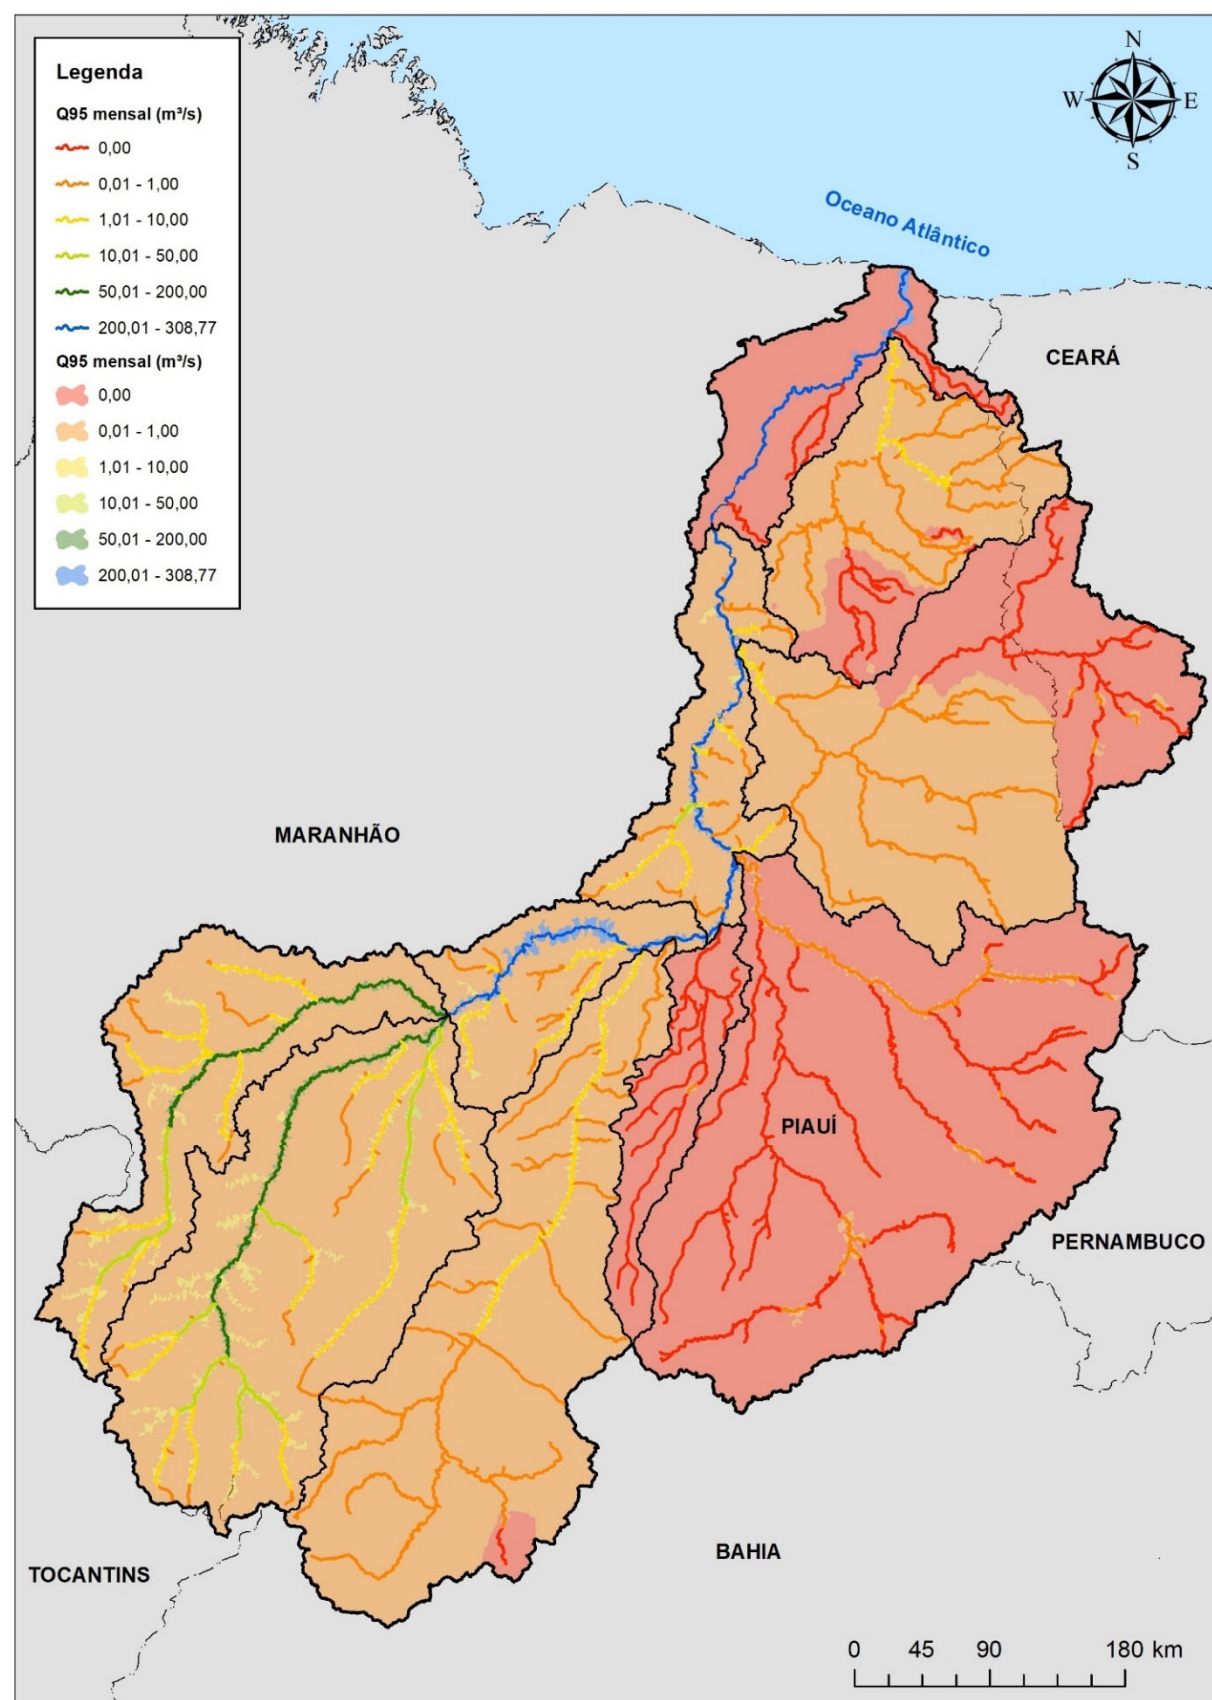 Legenda
Q95 mensal (m³/s)
0,00
0,01 - 1,00
1,01 - 10,00
10,01 - 50,00
50,01 - 200,00
200,01 - 308,77
Q95 mensal (m³/s)
0,00
0,01 - 1,00
1,01 - 10,00
10,01 - 50,00
50,01 - 200,00
200,01 - 308,77
N
W E
S
Oceano Atlântico
CEARÁ
MARANHÃO
PIAUÍ
PERNAMBUCO
BAHIA
TOCANTINS
0 45 90 180 km